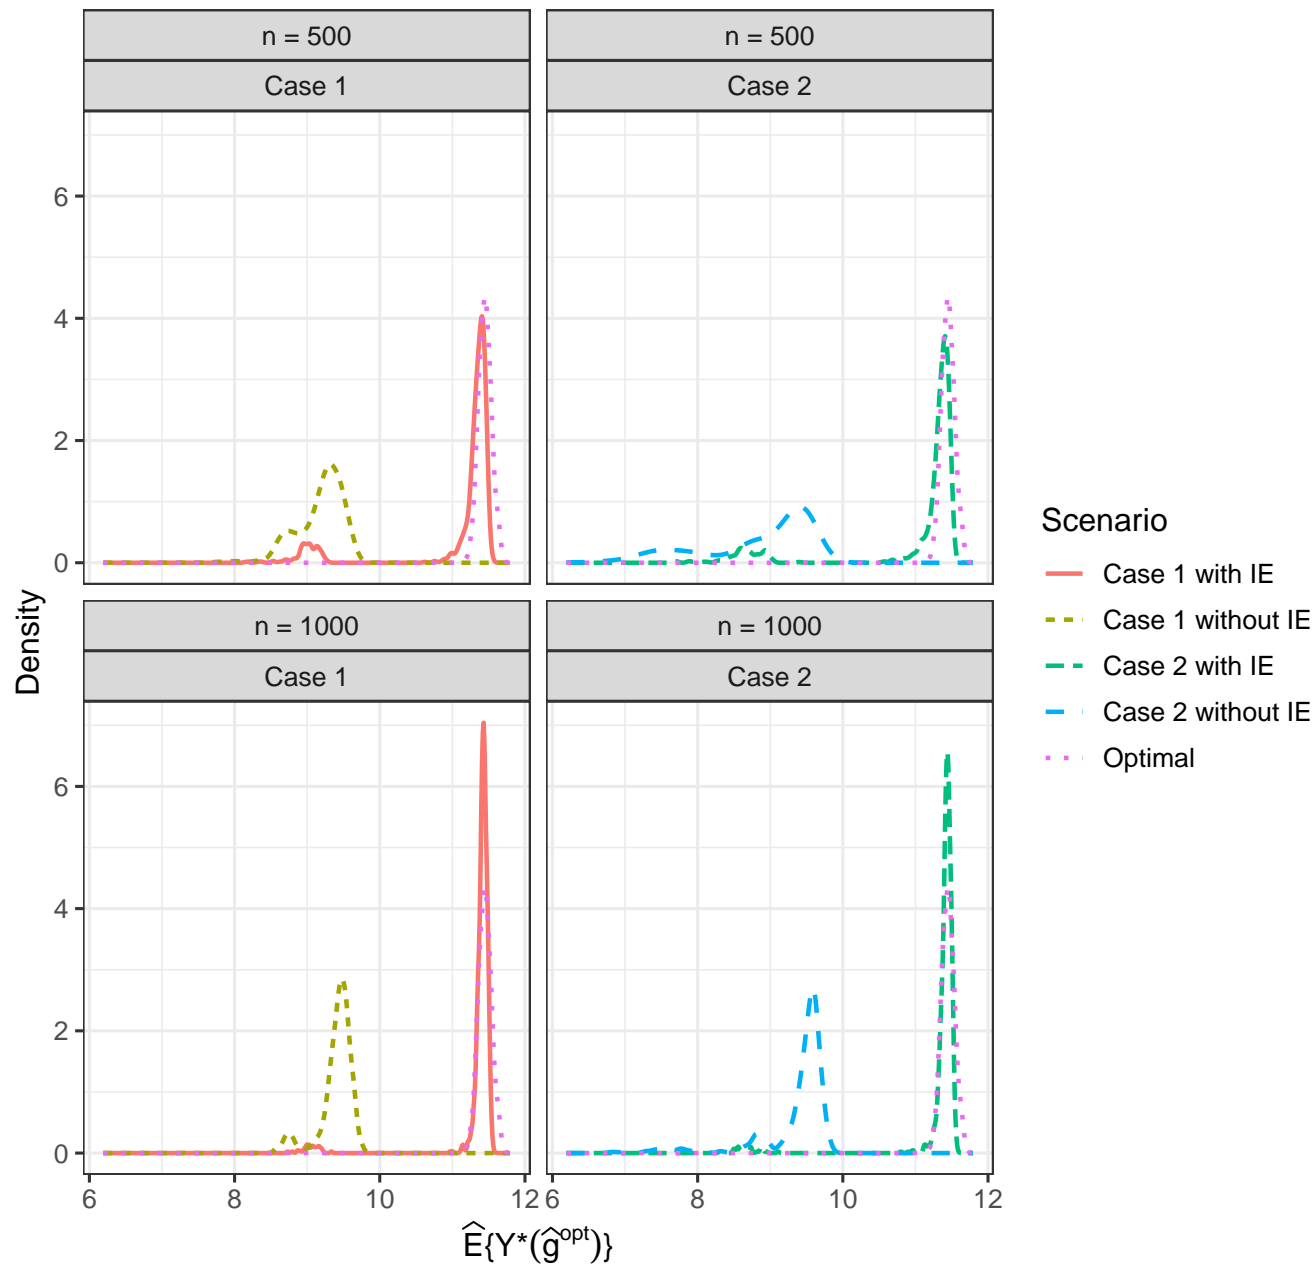 n = 500
n = 500
Case 1
Case 2
6
4
2
0
n = 1000
n = 1000
Case 1
Case 2
6
4
2
0
6
8
10
12
6
8
10
12
Density
Ê{Y*(ĝ^opt)}
Scenario
Case 1 with IE
Case 1 without IE
Case 2 with IE
Case 2 without IE
Optimal